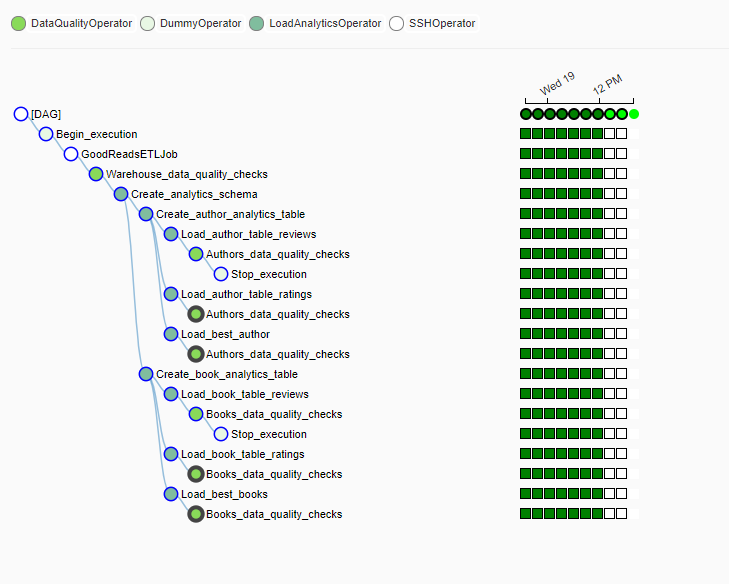 DataQualityOperator DummyOperator LoadAnalyticsOperator SSHOperator
Wed 19 12 PM
[DAG]
Begin_execution
GoodReadsETLJob
Warehouse_data_quality_checks
Create_analytics_schema
Create_author_analytics_table
Load_author_table_reviews
Authors_data_quality_checks
Stop_execution
Load_author_table_ratings
Authors_data_quality_checks
Load_best_author
Authors_data_quality_checks
Create_book_analytics_table
Load_book_table_reviews
Books_data_quality_checks
Stop_execution
Load_book_table_ratings
Books_data_quality_checks
Load_best_books
Books_data_quality_checks